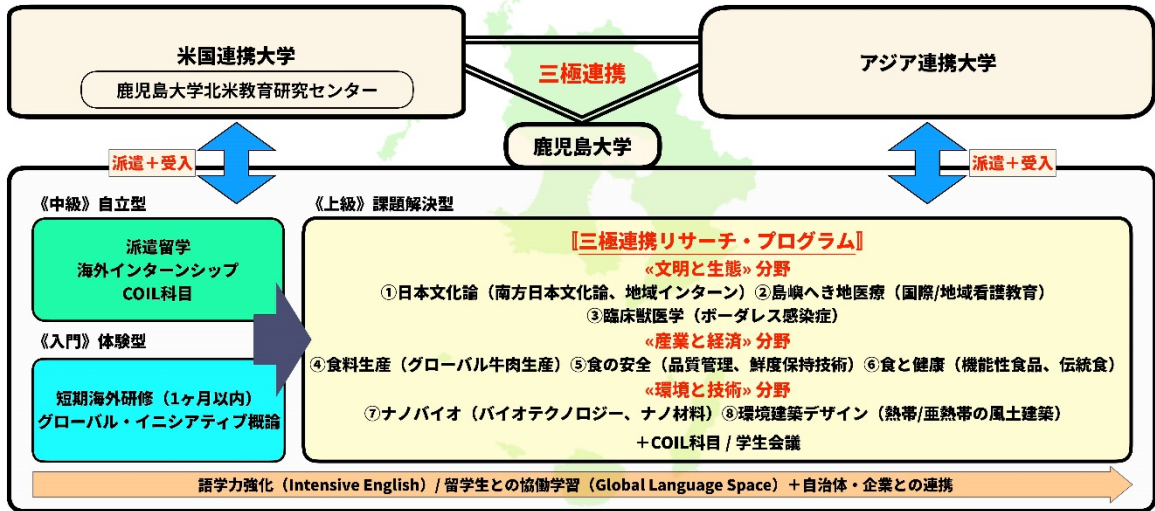 米国連携大学
鹿児島大学北米教育研究センター
三極連携
アジア連携大学
鹿児島大学
派遣＋受入
派遣＋受入
《中級》自立型
派遣留学
海外インターンシップ
COIL科目
《入門》体験型
短期海外研修（1ヶ月以内）
グローバル・イニシアティブ概論
《上級》課題解決型
〚三極連携リサーチ・プログラム〛
«文明と生態» 分野
①日本文化論（南方日本文化論、地域インターン）②島嶼へき地医療（国際/地域看護教育）
③臨床獣医学（ボーダレス感染症）
«産業と経済» 分野
④食料生産（グローバル牛肉生産）⑤食の安全（品質管理、鮮度保持技術）⑥食と健康（機能性食品、伝統食）
«環境と技術» 分野
⑦ナノバイオ（バイオテクノロジー、ナノ材料）⑧環境建築デザイン（熱帯/亜熱帯の風土建築）
＋COIL科目 / 学生会議
語学力強化（Intensive English）/ 留学生との協働学習（Global Language Space）＋自治体・企業との連携